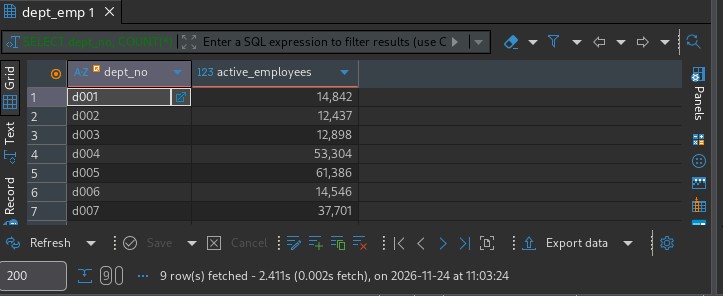 dept_emp 1
SELECT dept_no, COUNT(*) Enter a SQL expression to filter results (use C
Grid
Text
Record
A-Z dept_no 123 active_employees
1 d001 14,842
2 d002 12,437
3 d003 12,898
4 d004 53,304
5 d005 61,386
6 d006 14,546
7 d007 37,701
Panels
Refresh Save Cancel Export data
200 9 9 row(s) fetched - 2.411s (0.002s fetch), on 2026-11-24 at 11:03:24